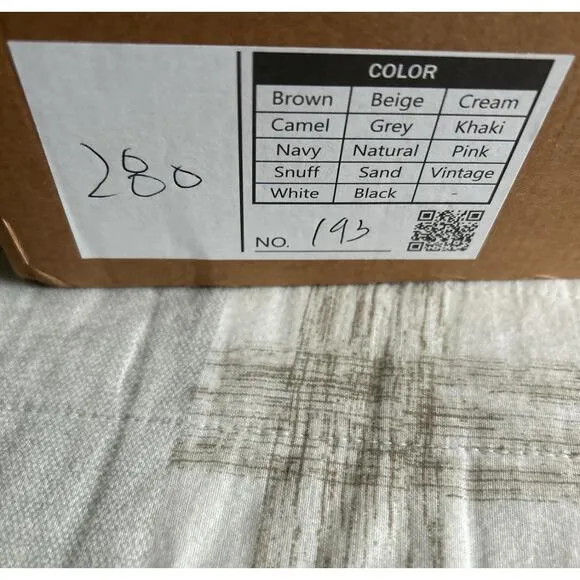 280
COLOR
Brown Beige Cream
Camel Grey Khaki
Navy Natural Pink
Snuff Sand Vintage
White Black -
NO. 193